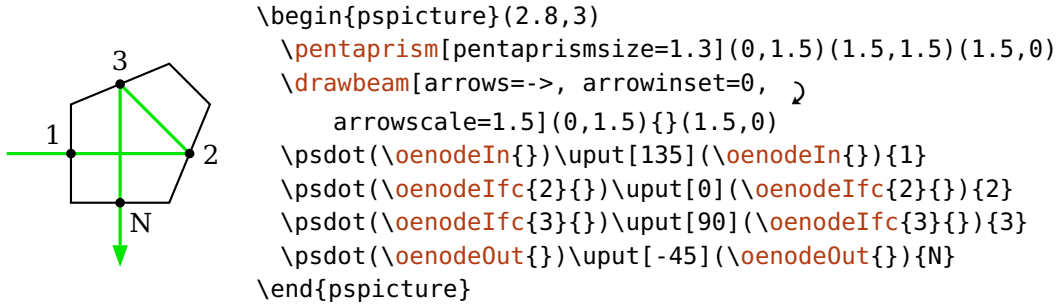 3
1
2
N
\begin{pspicture}(2.8,3)
\pentaprism[pentaprismsize=1.3](0,1.5)(1.5,1.5)(1.5,0)
\drawbeam[arrows=->, arrowinset=0,
arrowscale=1.5](0,1.5){}(1.5,0)
\psdot(\oenodeIn{})\uput[135](\oenodeIn{}){1}
\psdot(\oenodeIfc{2}{})\uput[0](\oenodeIfc{2}{}){2}
\psdot(\oenodeIfc{3}{})\uput[90](\oenodeIfc{3}{}){3}
\psdot(\oenodeOut{})\uput[-45](\oenodeOut{}){N}
\end{pspicture}